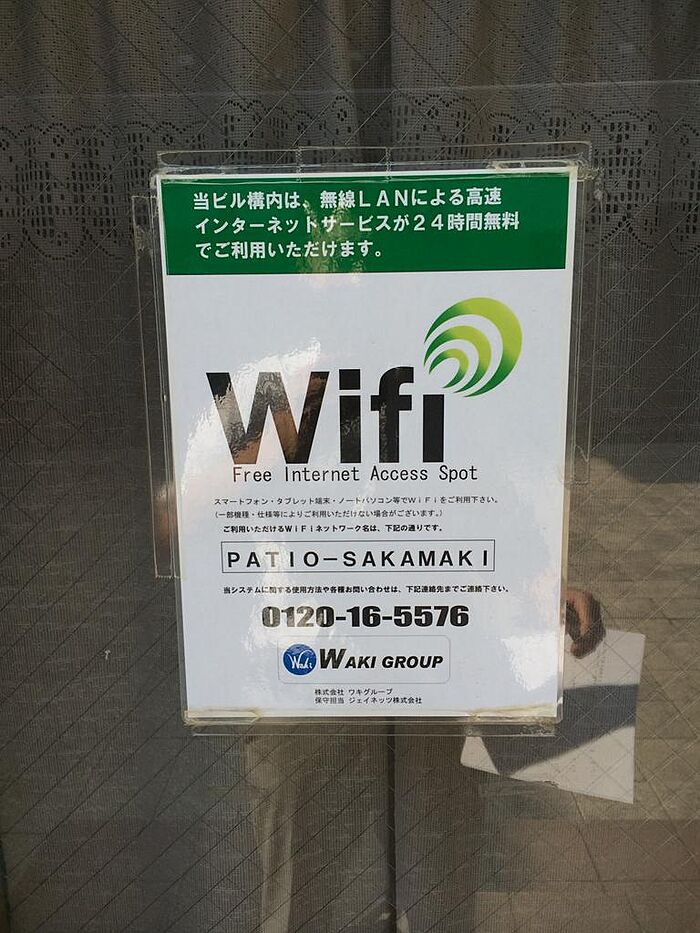 当ビル構内は、無線LANによる高速
インターネットサービスが24時間無料
でご利用いただけます。
Wifi
Free Internet Access Spot
スマートフォン・タブレット端末・ノートパソコン等でWiFiをご利用下さい。
(一部機種・仕様等によりご利用いただけない場合がございます。)
ご利用いただけるWiFiネットワーク名は、下記の通りです。
PATIO-SAKAMAKI
当システムに関する使用方法や各種お問い合わせは、下記連絡先までご連絡下さい。
0120-16-5576
Waki WAKI GROUP
株式会社 ワキグループ
保守担当 ジェイネッツ株式会社